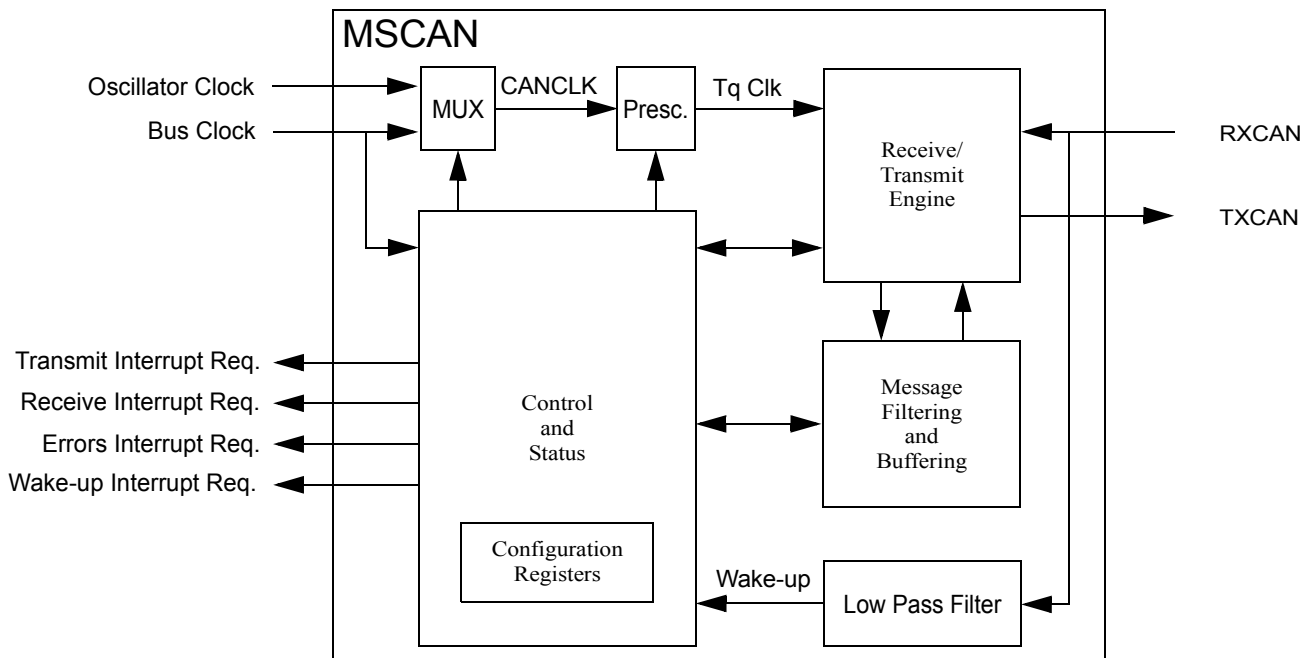 MSCAN
Oscillator Clock
Bus Clock
MUX
CANCLK
Presc.
Tq Clk
Receive/
Transmit
Engine
RXCAN
TXCAN
Transmit Interrupt Req.
Receive Interrupt Req.
Errors Interrupt Req.
Wake-up Interrupt Req.
Control
and
Status
Message
Filtering
and
Buffering
Configuration
Registers
Wake-up
Low Pass Filter